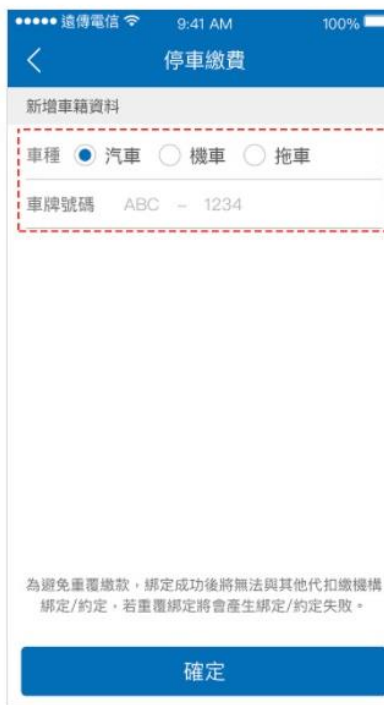 遠傳電信 9:41 AM 100%
停車繳費
新增車籍資料
車種 汽車 機車 拖車
車牌號碼 ABC - 1234
為避免重覆繳款,綁定成功後將無法與其他代扣繳機構
綁定/約定,若重覆綁定將會產生綁定/約定失敗。
確定